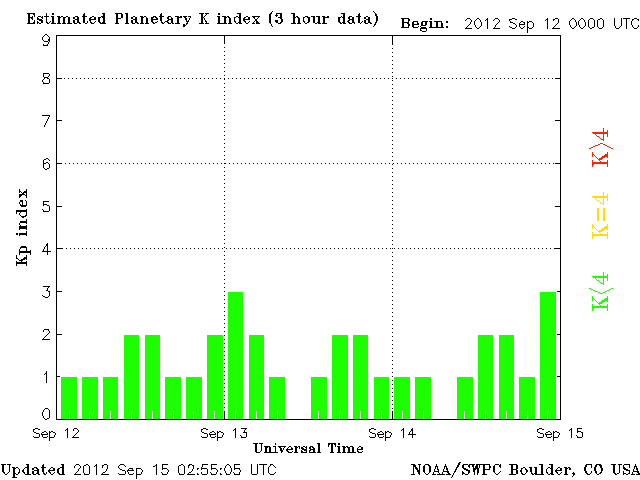 Estimated Planetary K index (3 hour data) Begin: 2012 Sep 12 0000 UTC
9
8
7
6
5
4
3
2
1
0
Kp index
K>4
K=4
K<4
Sep 12 Sep 13 Sep 14 Sep 15
Universal Time
Updated 2012 Sep 15 02:55:05 UTC NOAA/SWPC Boulder, CO USA